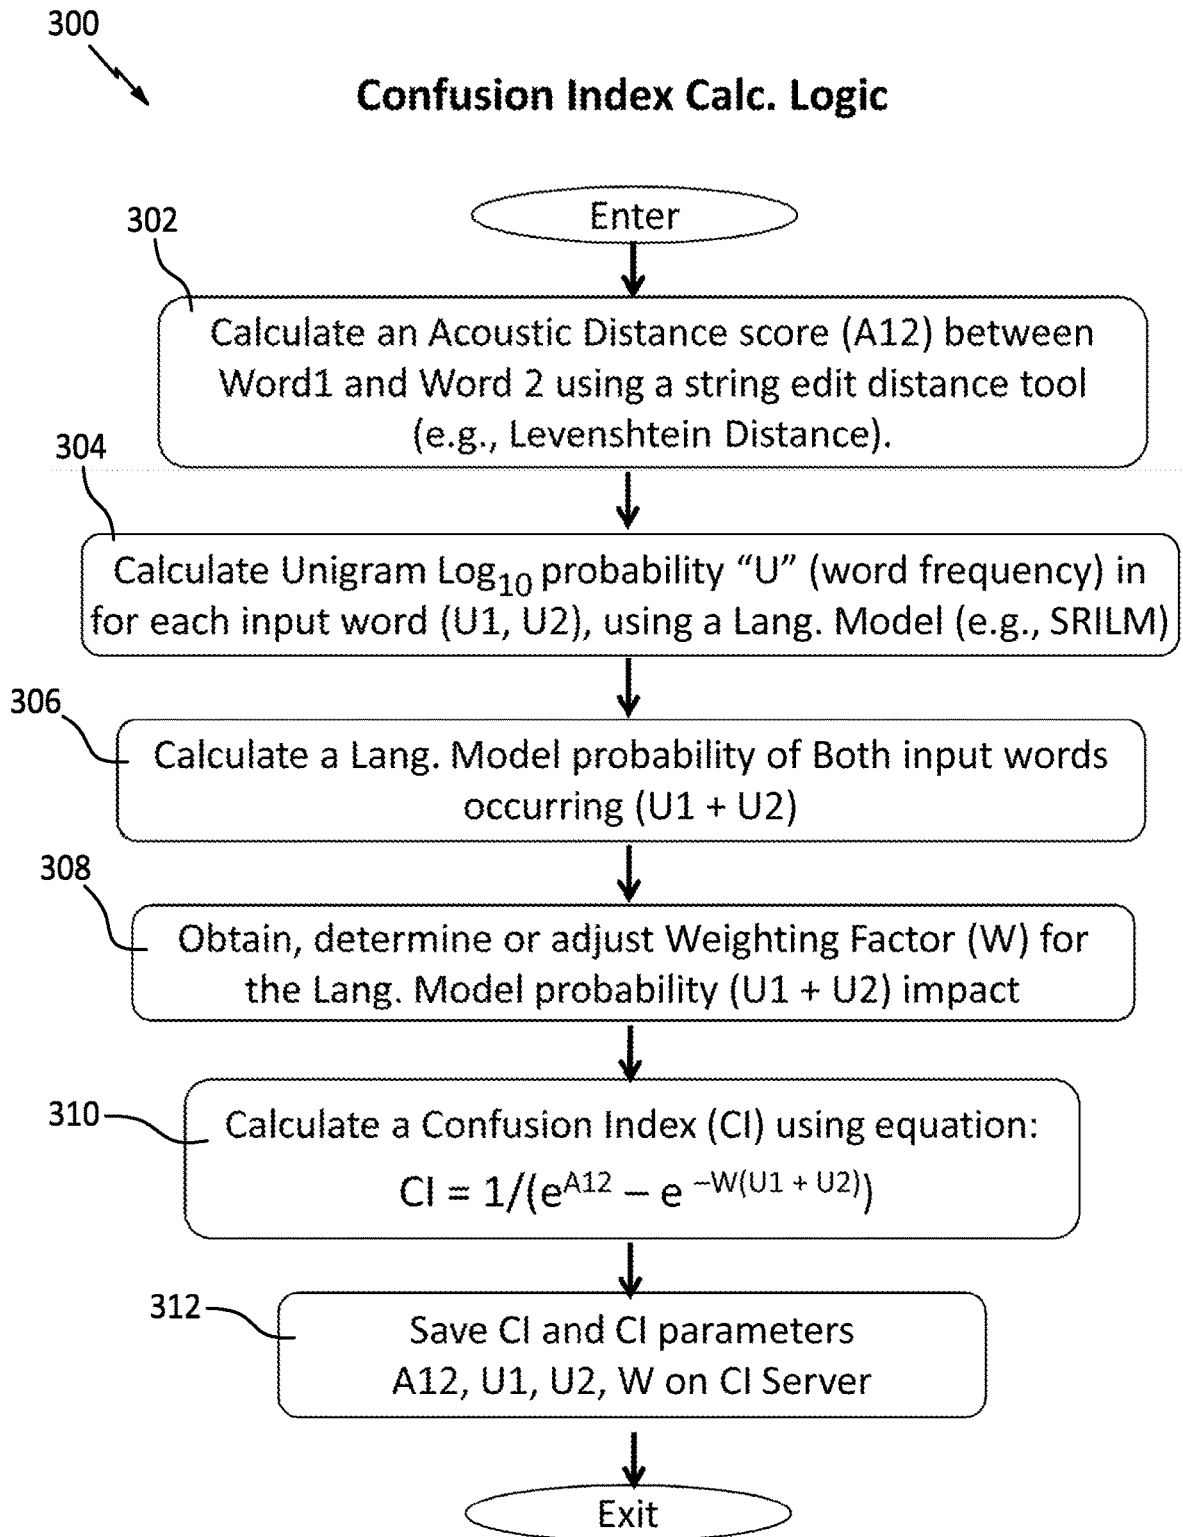 300
Confusion Index Calc. Logic
Enter
302
Calculate an Acoustic Distance score (A12) between
Word1 and Word 2 using a string edit distance tool
(e.g., Levenshtein Distance).
304
Calculate Unigram Log₁₀ probability “U” (word frequency) in
for each input word (U1, U2), using a Lang. Model (e.g., SRILM)
306
Calculate a Lang. Model probability of Both input words
occurring (U1 + U2)
308
Obtain, determine or adjust Weighting Factor (W) for
the Lang. Model probability (U1 + U2) impact
310
Calculate a Confusion Index (CI) using equation:
CI = 1/(e^A12 – e^–W(U1 + U2))
312
Save CI and CI parameters
A12, U1, U2, W on CI Server
Exit